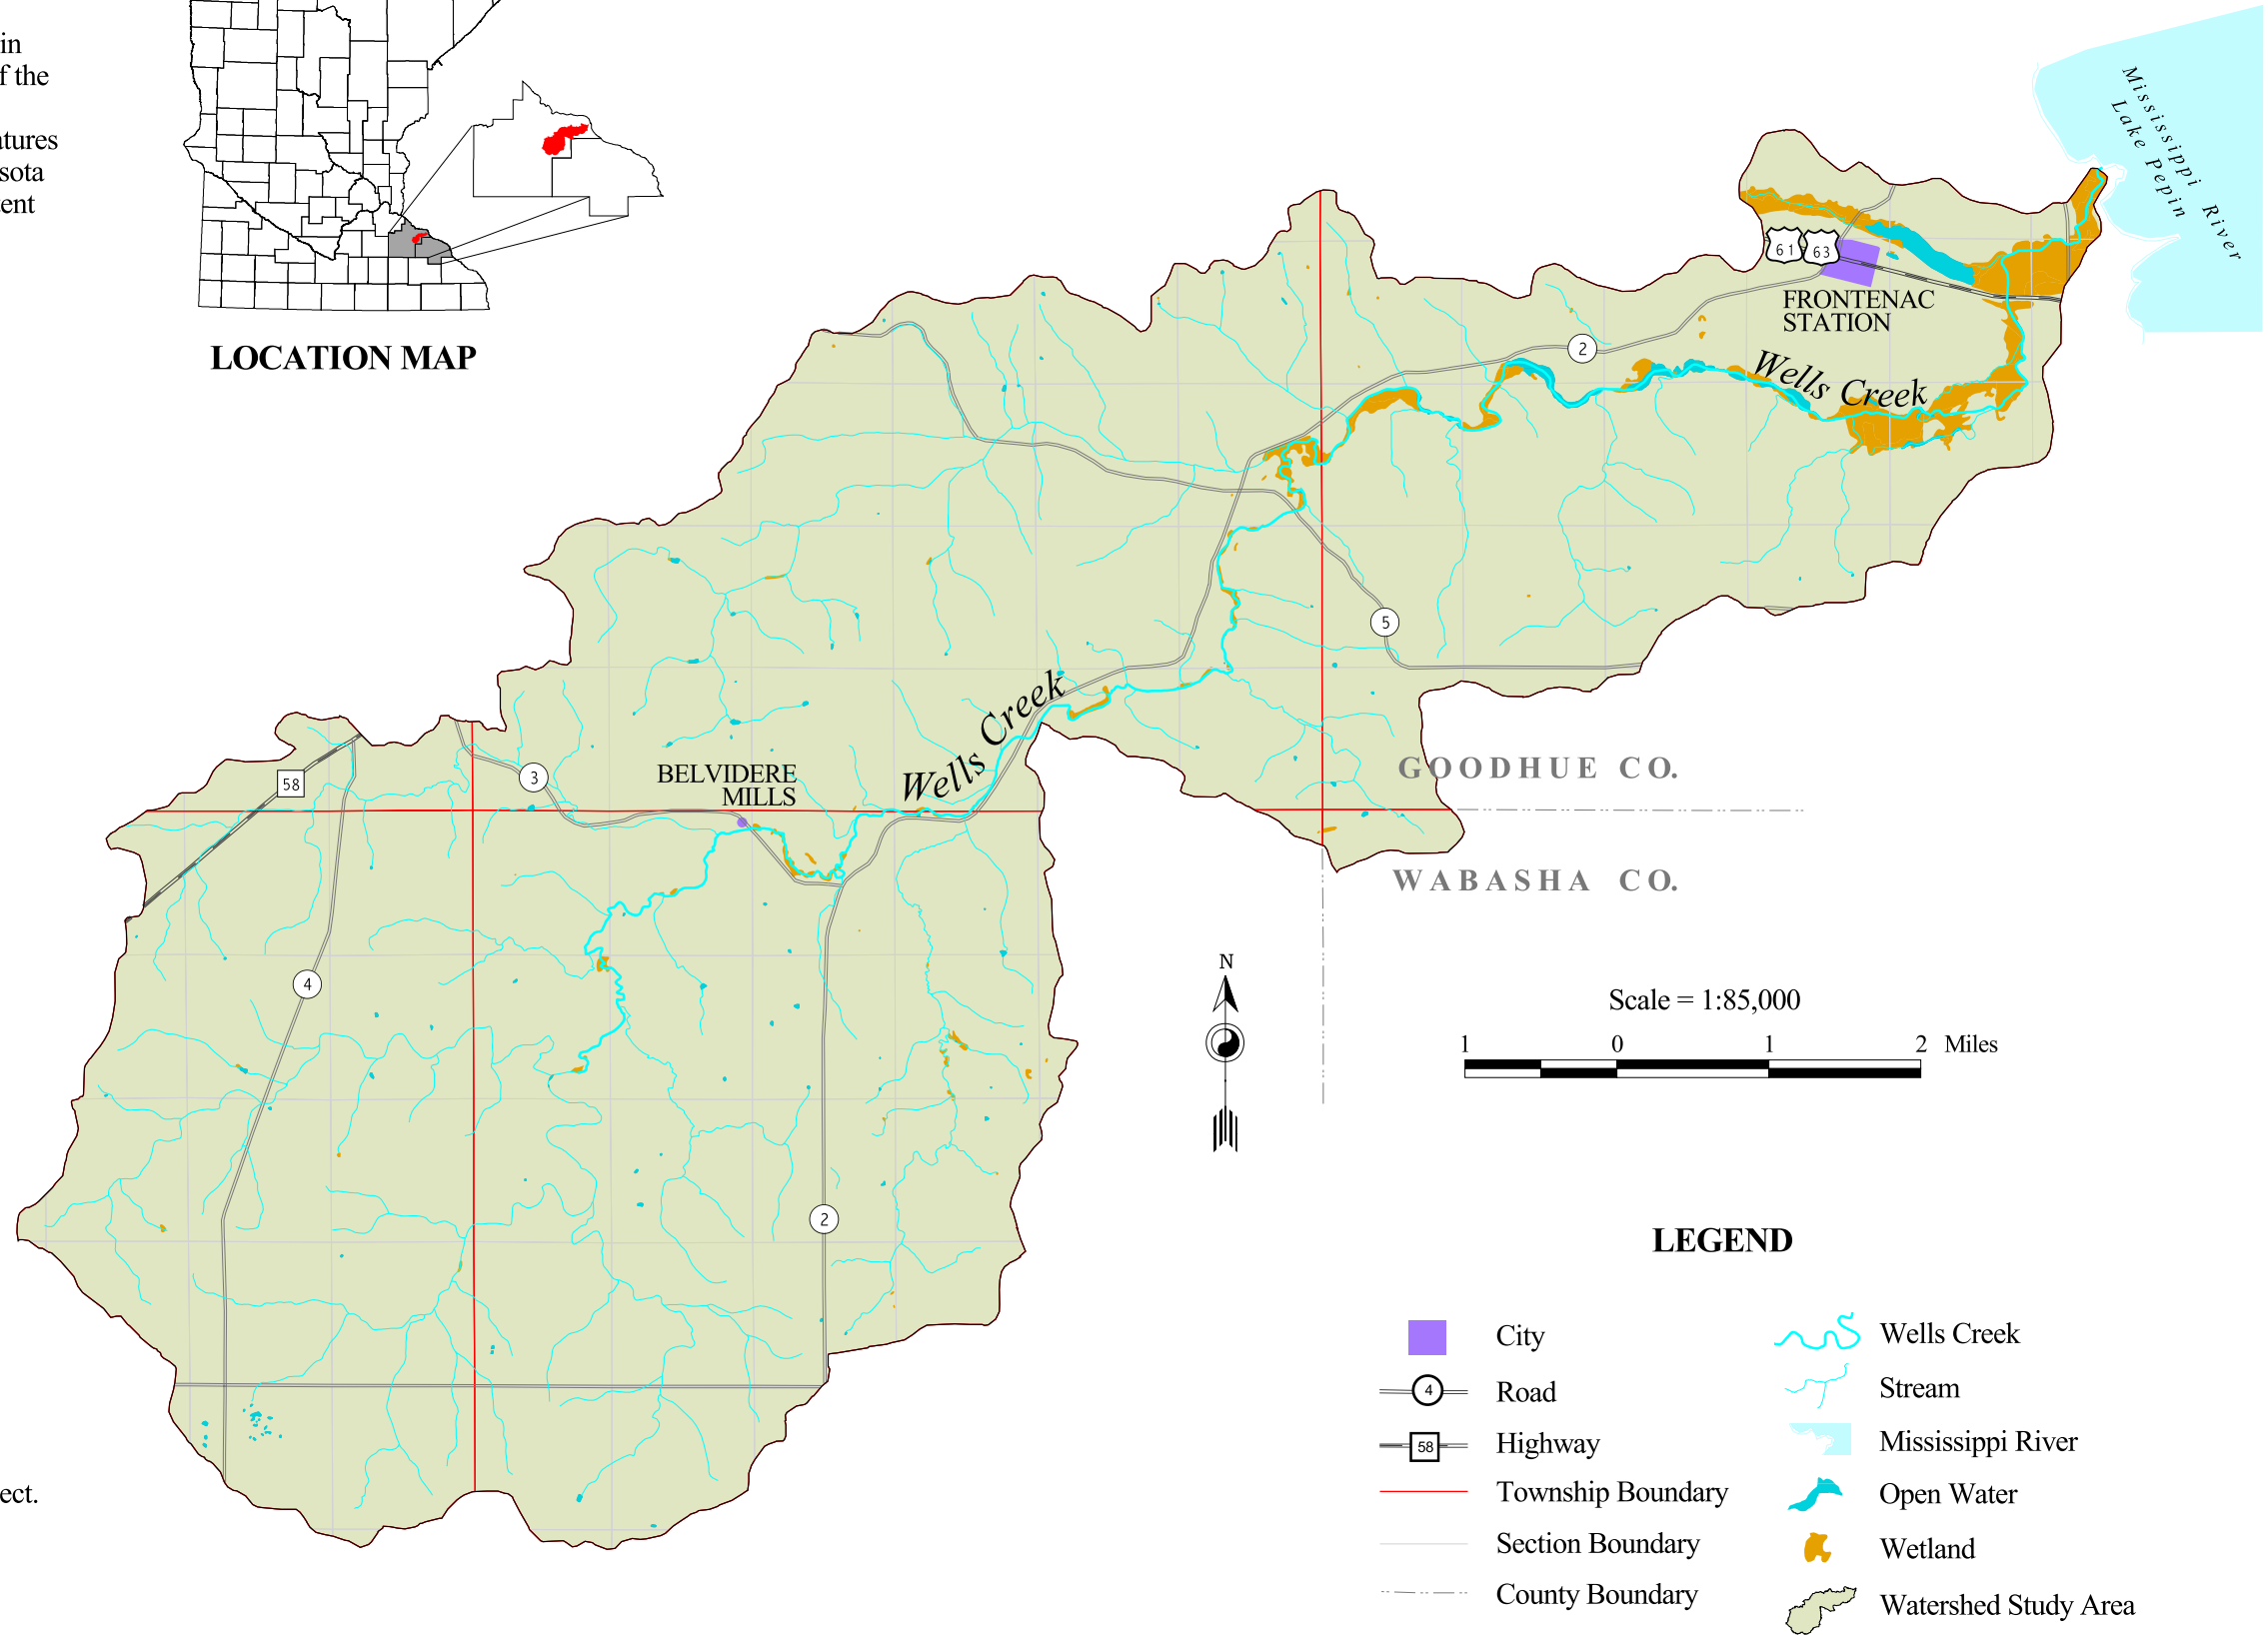 in
f the
atures
sota
tent
LOCATION MAP
Mississippi River
Lake Pepin
61
63
FRONTENAC
STATION
2
Wells Creek
5
Wells Creek
GOODHUE CO.
WABASHA CO.
58
3
BELVIDERE
MILLS
4
2
N
Scale = 1:85,000
1 0 1 2 Miles
LEGEND
City
4 Road
58 Highway
Township Boundary
Section Boundary
County Boundary
Wells Creek
Stream
Mississippi River
Open Water
Wetland
Watershed Study Area
ect.